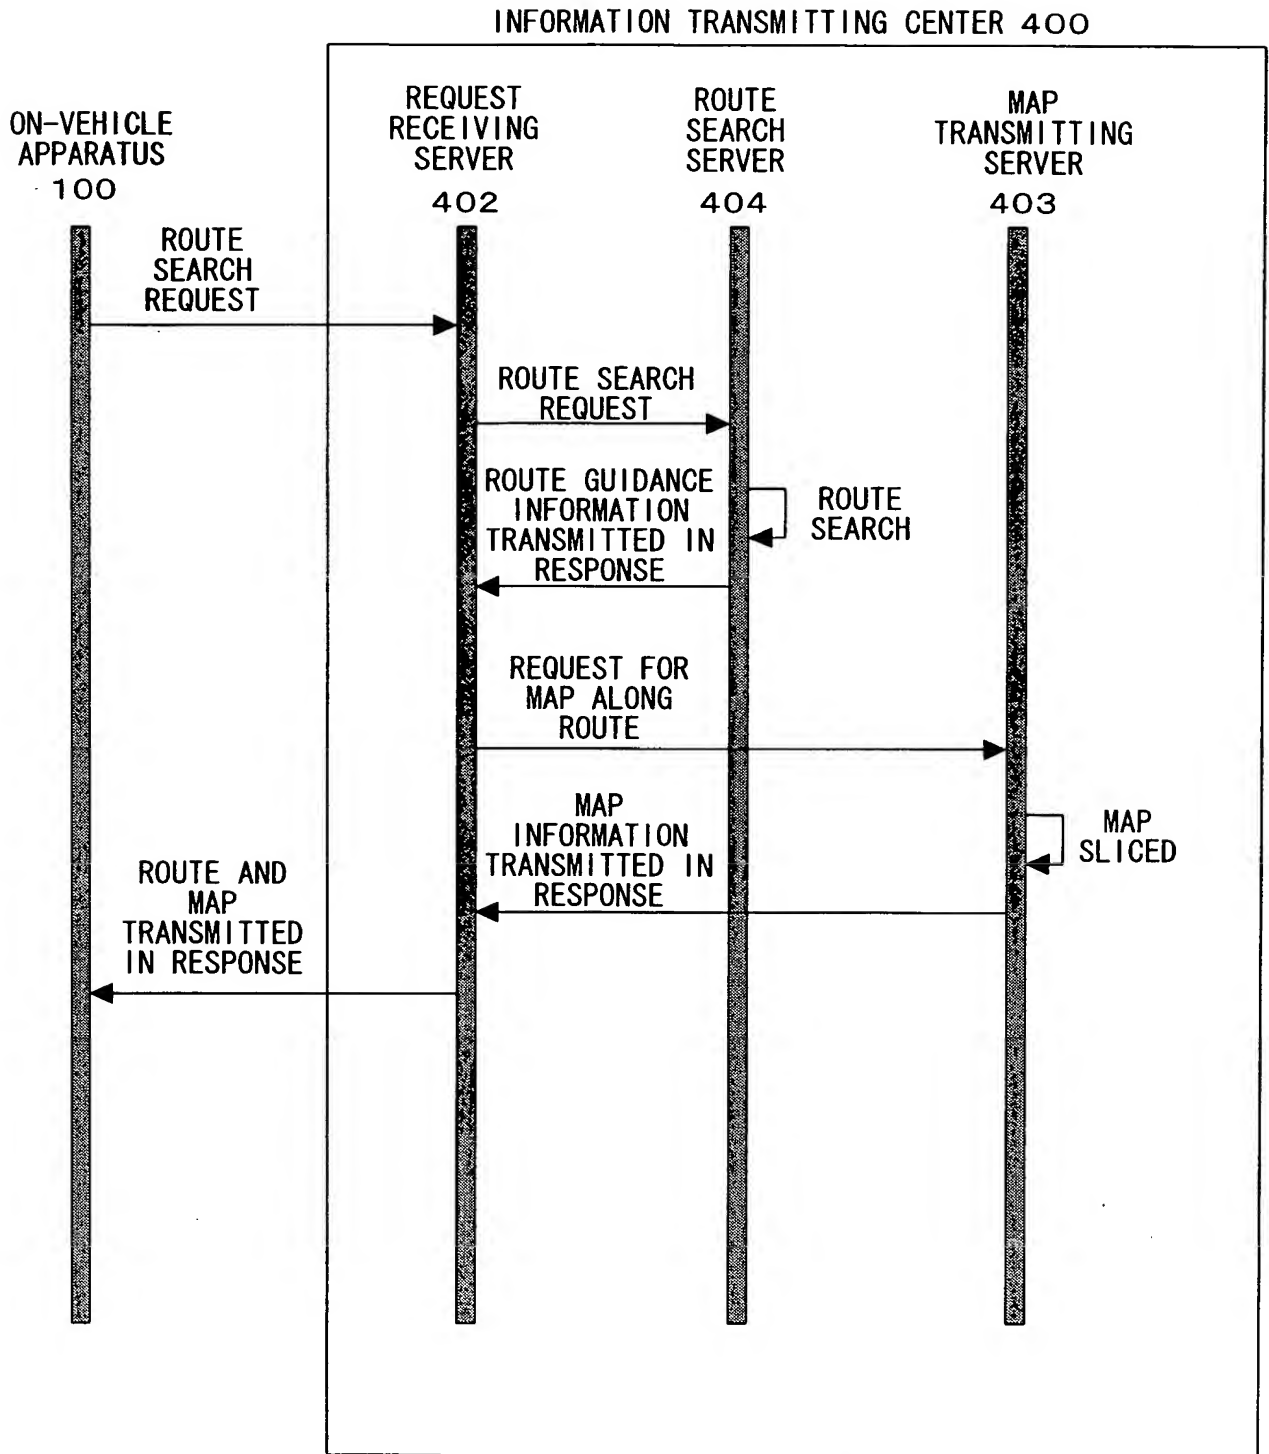 INFORMATION TRANSMITTING CENTER 400
ON-VEHICLE
APPARATUS
100
REQUEST
RECEIVING
SERVER
402
ROUTE
SEARCH
SERVER
404
MAP
TRANSMITTING
SERVER
403
ROUTE
SEARCH
REQUEST
ROUTE SEARCH
REQUEST
ROUTE GUIDANCE
INFORMATION
TRANSMITTED IN
RESPONSE
ROUTE
SEARCH
REQUEST FOR
MAP ALONG
ROUTE
MAP
INFORMATION
TRANSMITTED IN
RESPONSE
MAP
SLICED
ROUTE AND
MAP
TRANSMITTED
IN RESPONSE